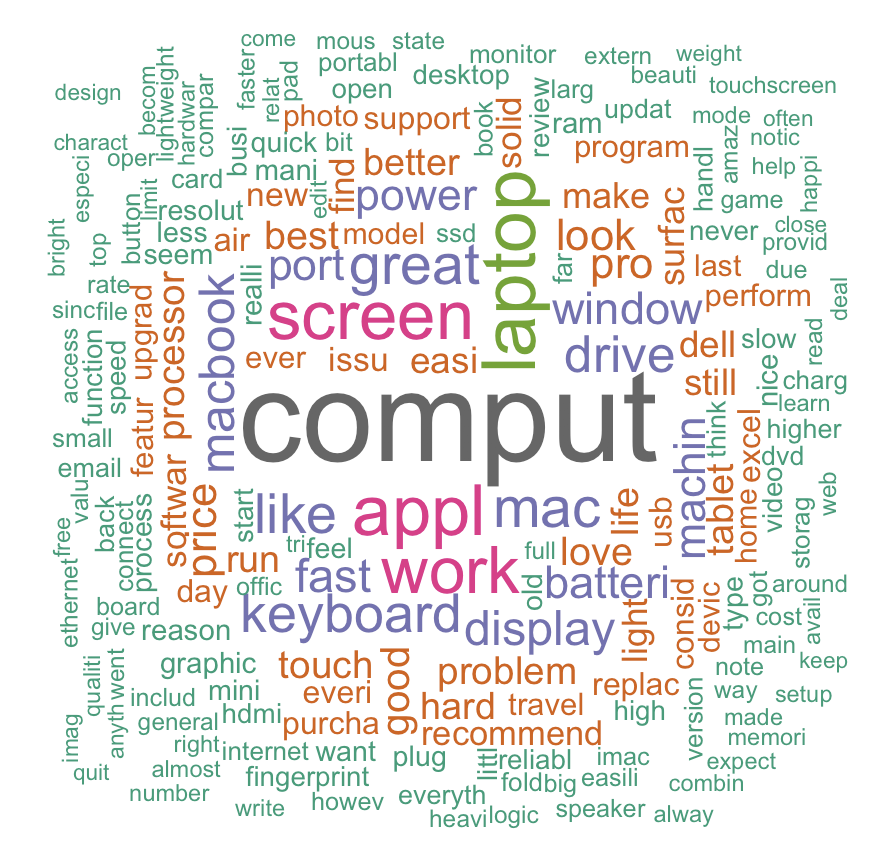 come
mous
state
portabl
monitor
extern
weight
design
becom
lightweight
hardwar
compar
faster
relat
pad
open
desktop
larg
beauti
touchscreen
photo
support
book
solid
review
ram
updat
mode
often
charact
oper
busi
quick
bit
program
handl
amaz
notic
especi
limit
card
mani
edit
find
better
power
laptop
make
surfac
game
help
happi
bright
top
button
resolut
new
less
seem
air
best
model
ssd
far
look
never
close
provid
rate
realli
port
great
pro
last
due
deal
sinc
file
upgrad
processor
macbook
screen
window
perform
access
function
speed
ever
issu
easi
drive
dell
slow
read
still
nice
charg
learn
small
featur
comput
think
excel
higher
email
softwar
dvd
valu
back
price
start
like
appl
mac
life
usb
machin
tablet
home
video
web
storag
free
connect
process
run
tri
feel
full
love
ethernet
day
offic
fast
work
old
batteri
type
got
around
board
give
reason
keyboard
display
light
consid
devic
cost
avail
main
keep
graphic
touch
good
problem
note
qualiti
went
anyth
includ
mini
everi
hard
travel
replac
way
setup
general
hdmi
purcha
recommend
high
version
made
memori
imag
right
internet
want
plug
littl
reliabl
imac
expect
quit
almost
fingerprint
fold
big
easili
combin
number
write
howev
everyth
heavi
logic
speaker
alway